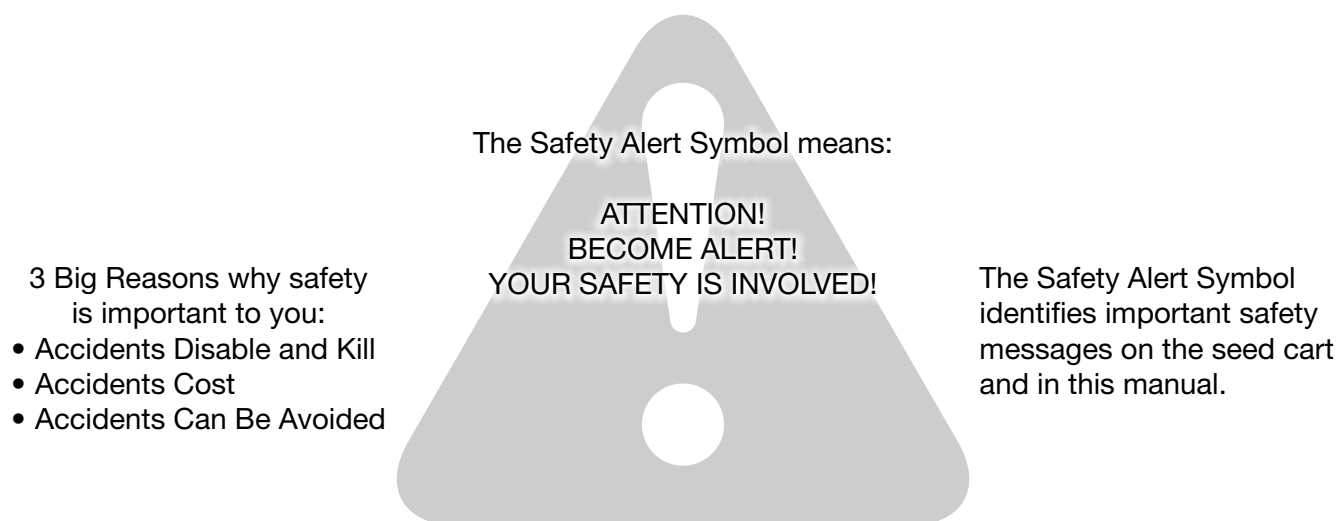 The Safety Alert Symbol means:
ATTENTION!
BECOME ALERT!
YOUR SAFETY IS INVOLVED!
3 Big Reasons why safety
is important to you:
• Accidents Disable and Kill
• Accidents Cost
• Accidents Can Be Avoided
The Safety Alert Symbol
identifies important safety
messages on the seed cart
and in this manual.